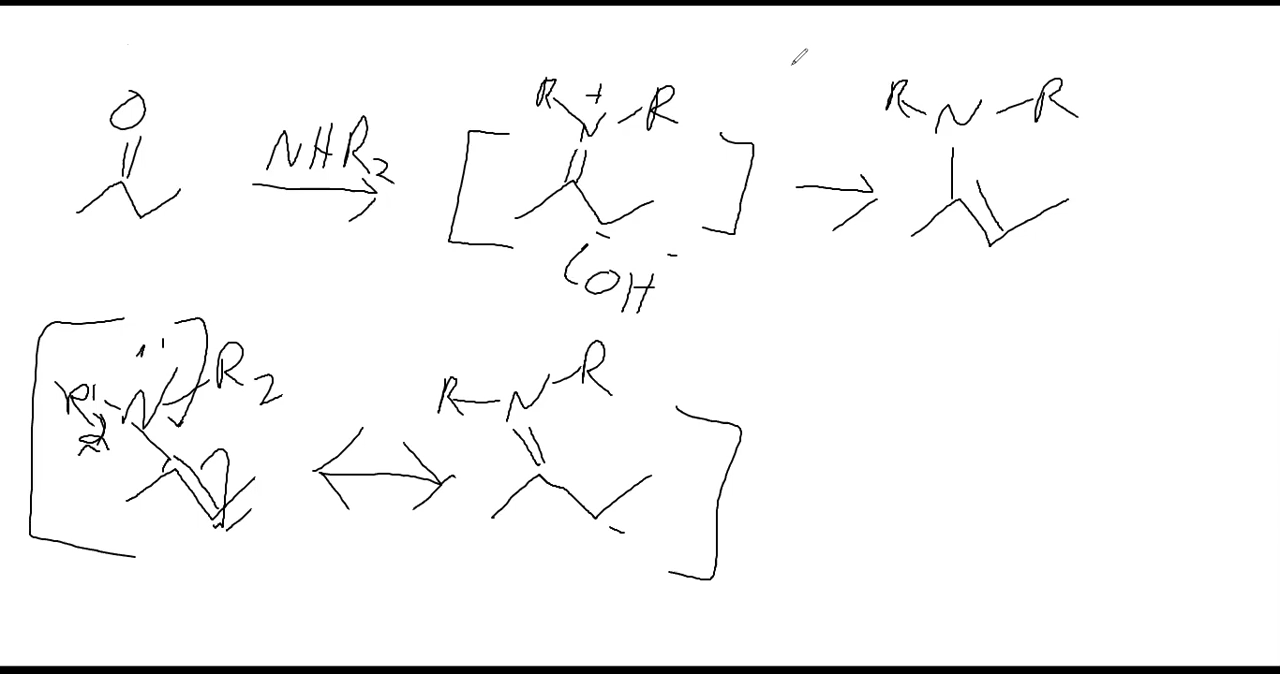 O
NHR2
R + R
N
OH-
R N R
R N R2
R N R